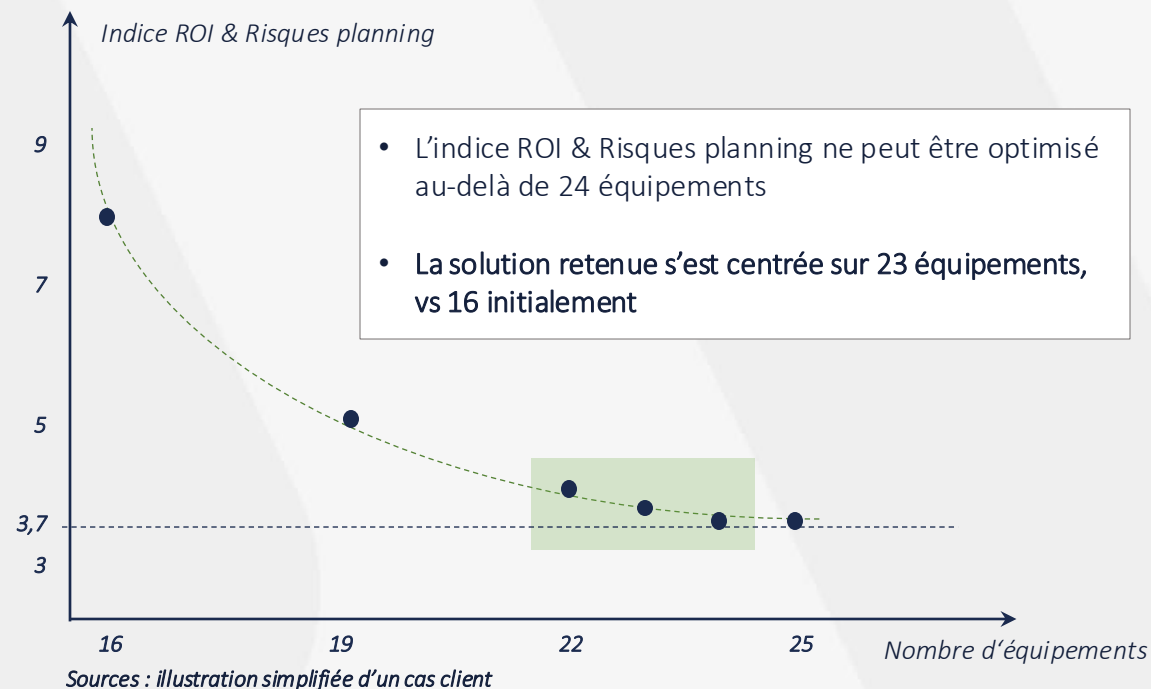 Indice ROI & Risques planning
9
• L'indice ROI & Risques planning ne peut être optimisé
au-delà de 24 équipements
• La solution retenue s'est centrée sur 23 équipements,
vs 16 initialement
7
5
3,7
3
16 19 22 25
Nombre d'équipements
Sources : illustration simplifiée d'un cas client